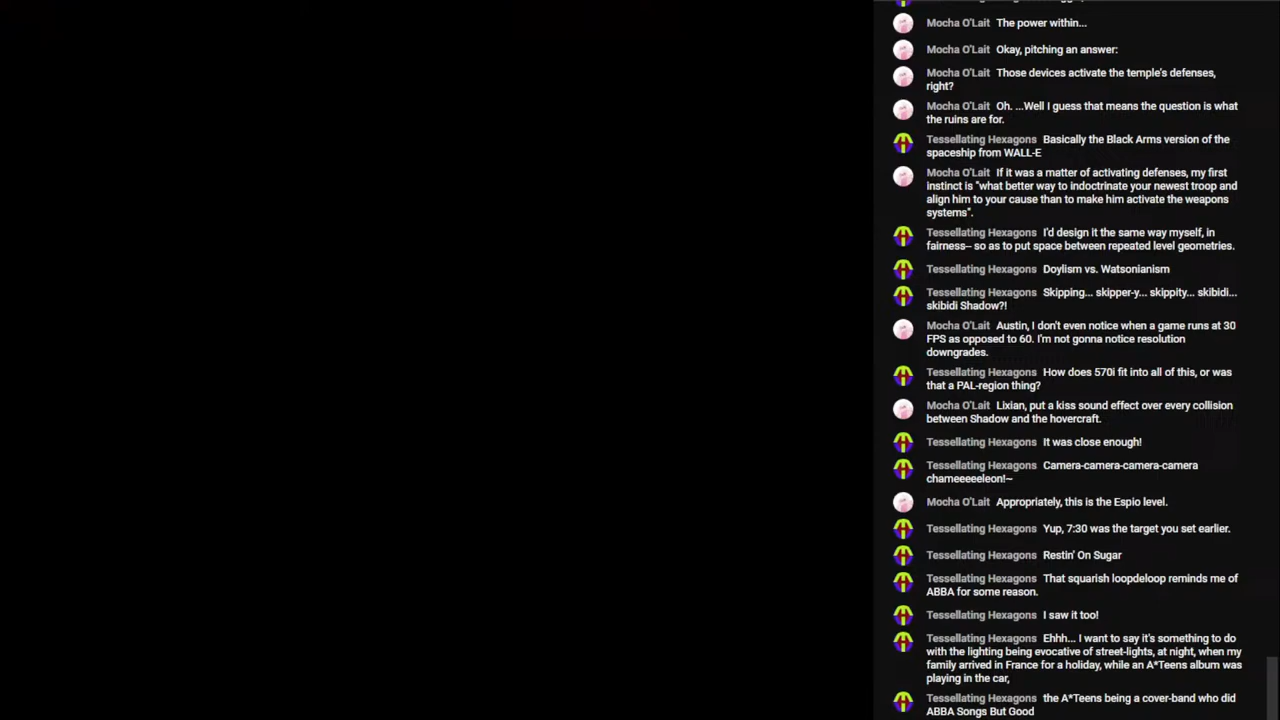 Mocha O'Lait The power within...
Mocha O'Lait Okay, pitching an answer:
Mocha O'Lait Those devices activate the temple's defenses,
right?
Mocha O'Lait Oh. ...Well I guess that means the question is what
the ruins are for.
Tessellating Hexagons Basically the Black Arms version of the
spaceship from WALL-E
Mocha O'Lait If it was a matter of activating defenses, my first
instinct is "what better way to indoctrinate your newest troop and
align him to your cause than to make him activate the weapons
systems".
Tessellating Hexagons I'd design it the same way myself, in
fairness-- so as to put space between repeated level geometries.
Tessellating Hexagons Doylism vs. Watsonianism
Tessellating Hexagons Skipping... skipper-y... skippity... skibidi...
skibidi Shadow?!
Mocha O'Lait Austin, I don't even notice when a game runs at 30
FPS as opposed to 60. I'm not gonna notice resolution
downgrades.
Tessellating Hexagons How does 570i fit into all of this, or was
that a PAL-region thing?
Mocha O'Lait Lixian, put a kiss sound effect over every collision
between Shadow and the hovercraft.
Tessellating Hexagons It was close enough!
Tessellating Hexagons Camera-camera-camera-camera
chameeeeeleon!~
Mocha O'Lait Appropriately, this is the Espio level.
Tessellating Hexagons Yup, 7:30 was the target you set earlier.
Tessellating Hexagons Restin' On Sugar
Tessellating Hexagons That squarish loopdeloop reminds me of
ABBA for some reason.
Tessellating Hexagons I saw it too!
Tessellating Hexagons Ehhh... I want to say it's something to do
with the lighting being evocative of street-lights, at night, when my
family arrived in France for a holiday, while an A*Teens album was
playing in the car,
Tessellating Hexagons the A*Teens being a cover-band who did
ABBA Songs But Good